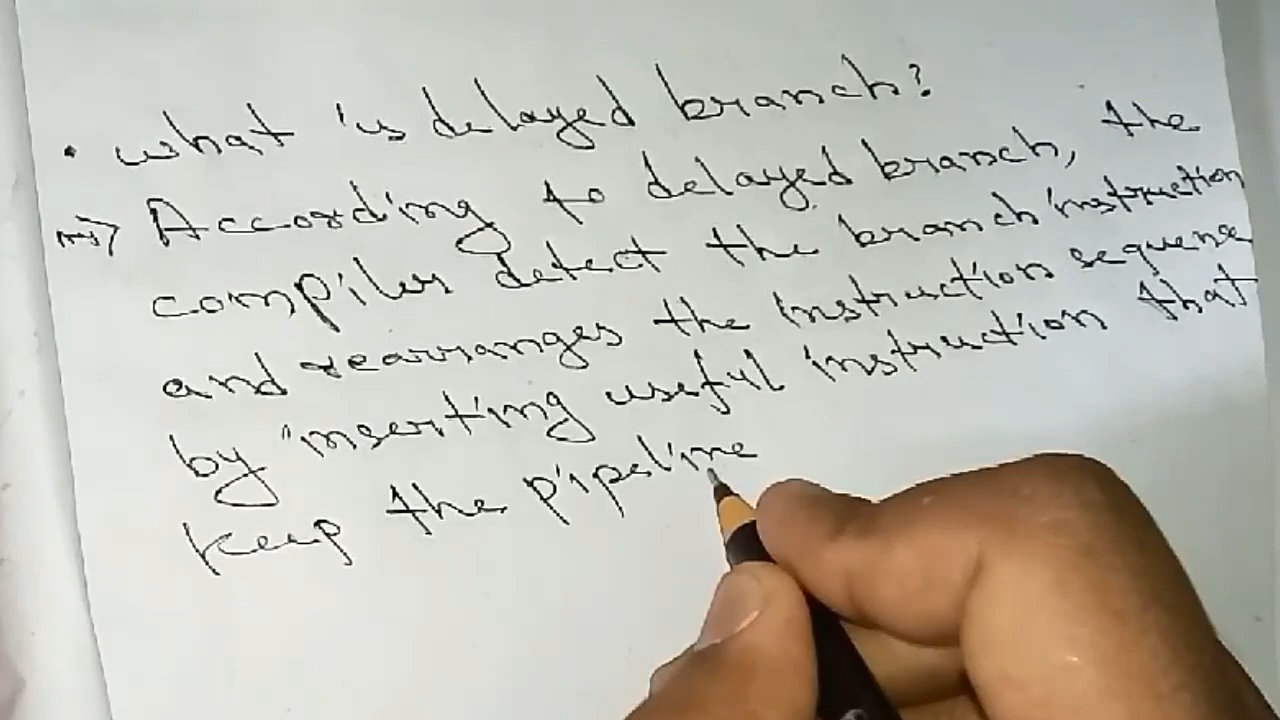 • what is delayed branch?
⇒ According to delayed branch, the
compiler detect the branch instruction
and rearranges the instruction sequence
by inserting useful instruction that
keep the pipeline